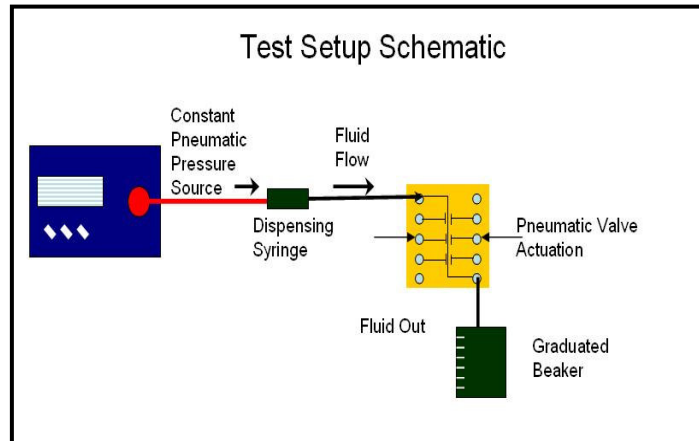 Test Setup Schematic
Constant
Pneumatic
Pressure
Source
Fluid
Flow
Dispensing
Syringe
Pneumatic Valve
Actuation
Fluid Out
Graduated
Beaker